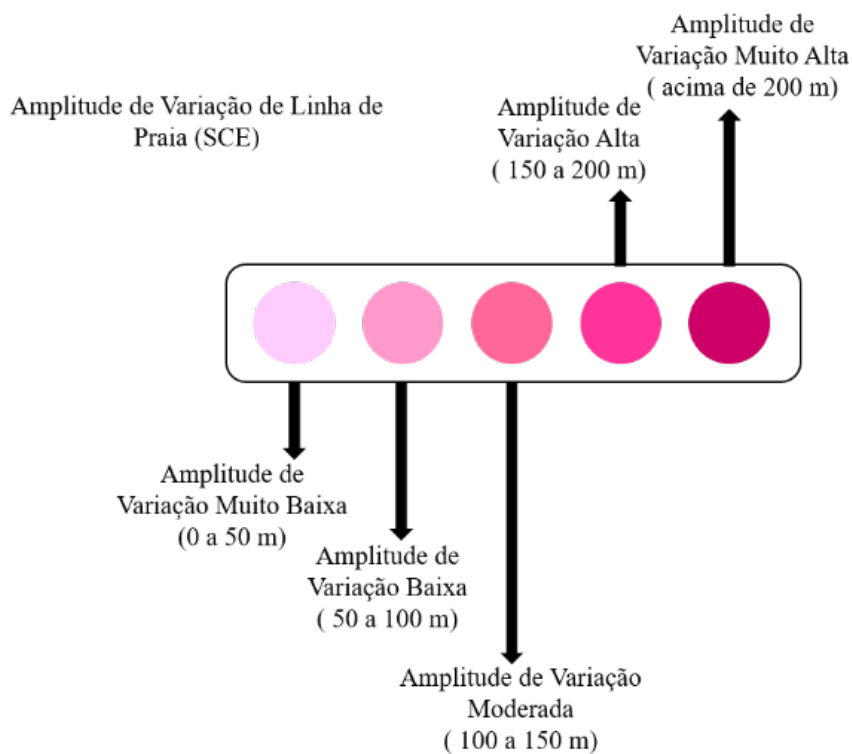 Amplitude de Variação de Linha de
Praia (SCE)
Amplitude de
Variação Muito Alta
( acima de 200 m)
Amplitude de
Variação Alta
( 150 a 200 m)
Amplitude de
Variação Muito Baixa
(0 a 50 m)
Amplitude de
Variação Baixa
( 50 a 100 m)
Amplitude de Variação
Moderada
( 100 a 150 m)